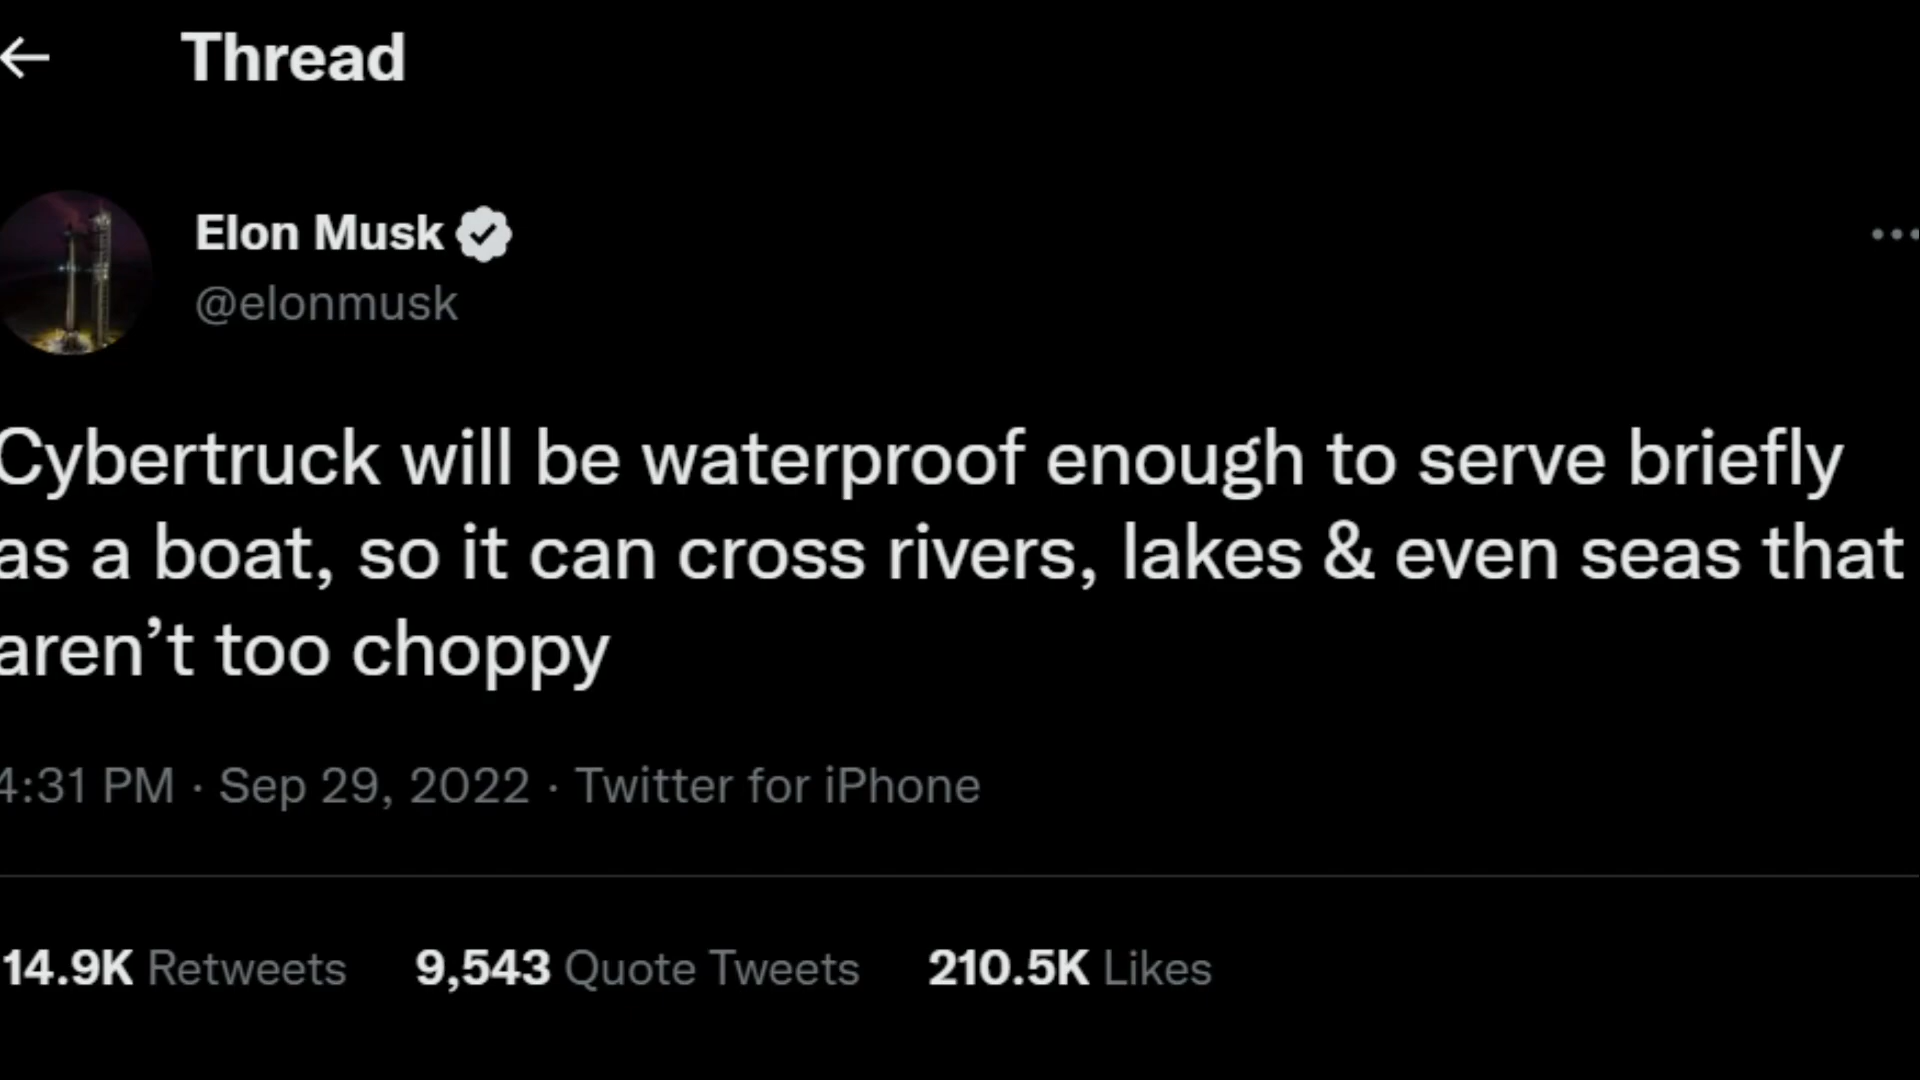 Thread
Elon Musk
@elonmusk
Cybertruck will be waterproof enough to serve briefly
as a boat, so it can cross rivers, lakes & even seas that
aren’t too choppy
4:31 PM · Sep 29, 2022 · Twitter for iPhone
14.9K Retweets 9,543 Quote Tweets 210.5K Likes